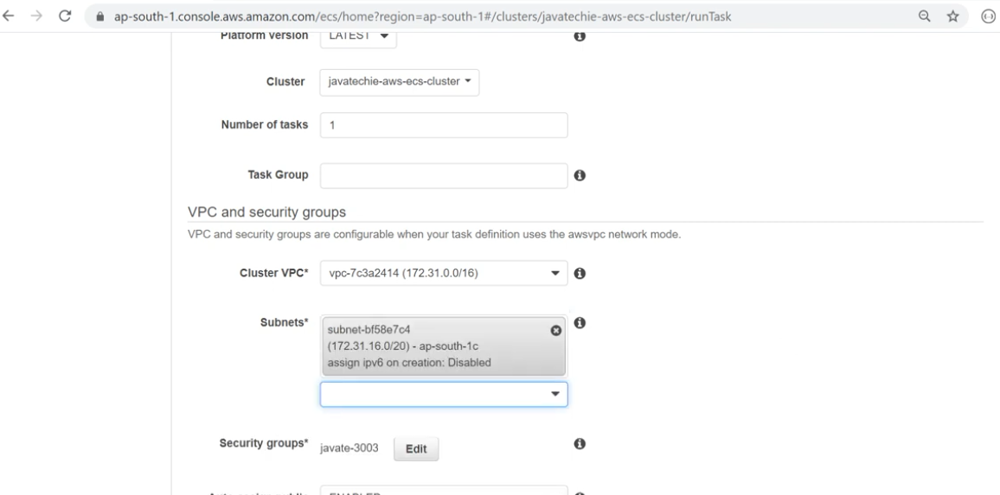 ap-south-1.console.aws.amazon.com/ecs/home?region=ap-south-1#/clusters/javatechie-aws-ecs-cluster/runTask
Platform version LATEST
Cluster javatechie-aws-ecs-cluster
Number of tasks 1
Task Group
VPC and security groups
VPC and security groups are configurable when your task definition uses the awsvpc network mode.
Cluster VPC* vpc-7c3a2414 (172.31.0.0/16)
Subnets*
subnet-bf58e7c4
(172.31.16.0/20) - ap-south-1c
assign ipv6 on creation: Disabled
Security groups* javate-3003 Edit
Auto-assign public ENABLED